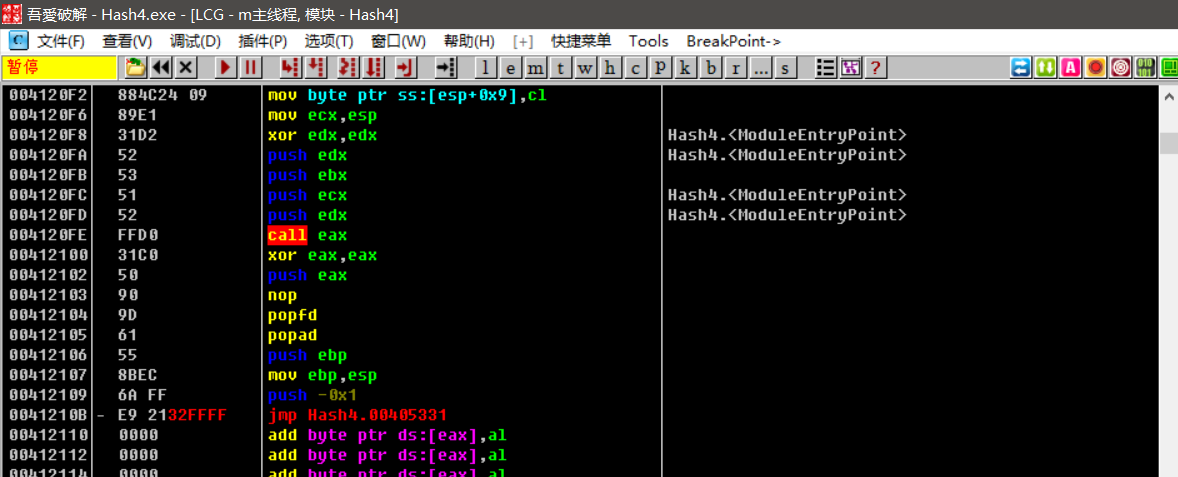 吾愛破解 - Hash4.exe - [LCG - m主线程, 模块 - Hash4]
C 文件(F) 查看(V) 调试(D) 插件(P) 选项(T) 窗口(W) 帮助(H) [+] 快捷菜单 Tools BreakPoint->
暂停 l e m t w h c P k b r ... s ?
004120F2 884C24 09 mov byte ptr ss:[esp+0x9],cl
004120F6 89E1 mov ecx,esp
004120F8 31D2 xor edx,edx Hash4.<ModuleEntryPoint>
004120FA 52 push edx Hash4.<ModuleEntryPoint>
004120FB 53 push ebx
004120FC 51 push ecx Hash4.<ModuleEntryPoint>
004120FD 52 push edx Hash4.<ModuleEntryPoint>
004120FE FFD0 call eax
00412100 31C0 xor eax,eax
00412102 50 push eax
00412103 90 nop
00412104 9D popfd
00412105 61 popad
00412106 55 push ebp
00412107 8BEC mov ebp,esp
00412109 6A FF push -0x1
0041210B - E9 2132FFFF jmp Hash4.00405331
00412110 0000 add byte ptr ds:[eax],al
00412112 0000 add byte ptr ds:[eax],al
00412114 0000 add byte ptr ds:[eax],al